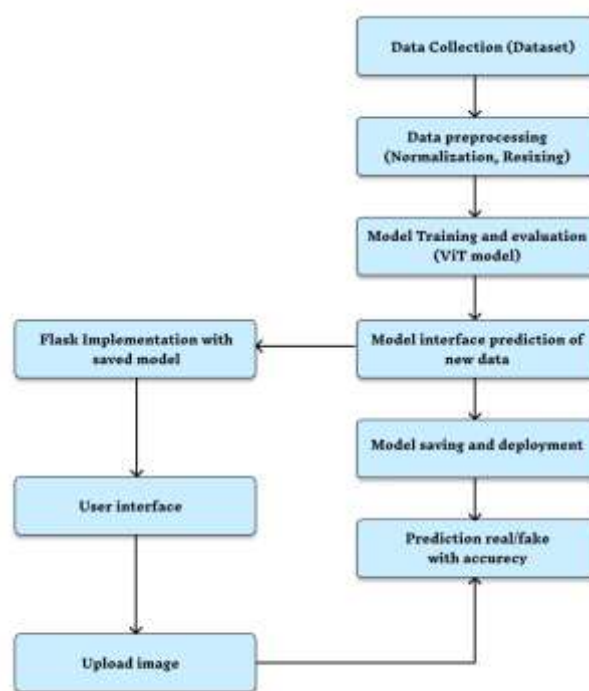 Data Collection (Dataset)
Data preprocessing
(Normalization, Resizing)
Model Training and evaluation
(ViT model)
Flask Implementation with
saved model
Model interface prediction of
new data
Model saving and deployment
User interface
Prediction real/fake
with accurecy
Upload image